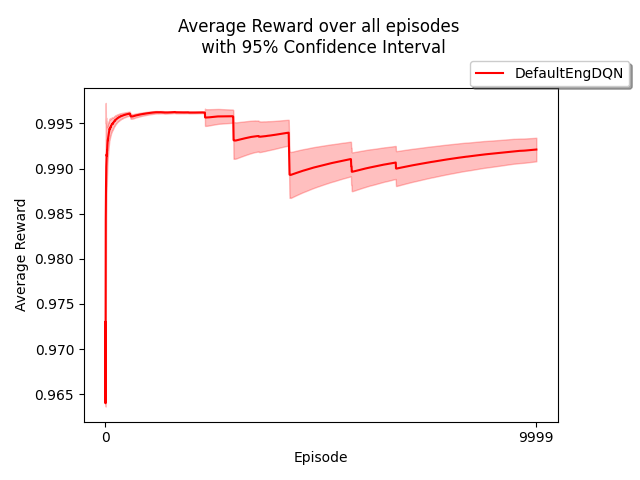 Average Reward over all episodes
with 95% Confidence Interval
DefaultEngDQN
0.995
0.990
0.985
0.980
0.975
0.970
0.965
Average Reward
0
9999
Episode